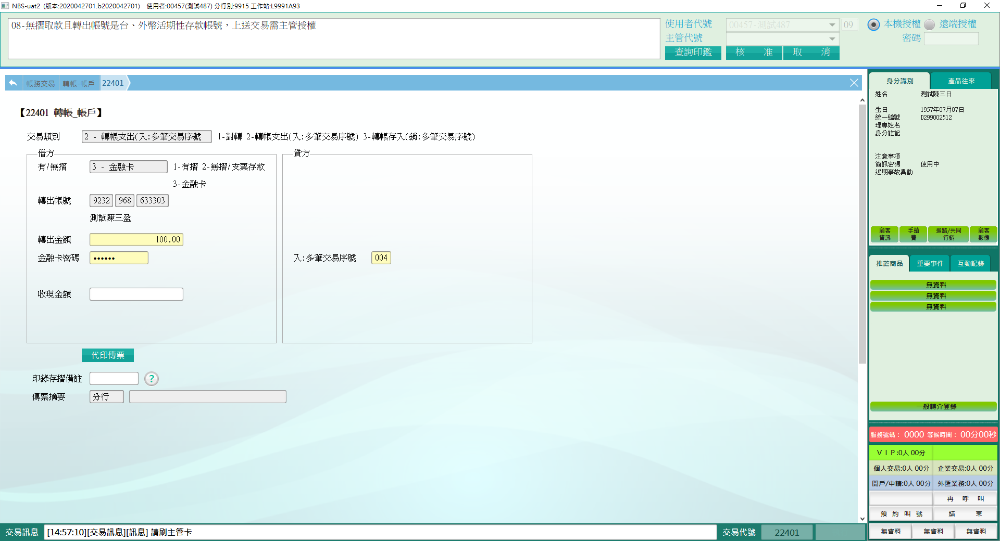 NBS-uat2 (版本:2020042701.b2020042701) 使用者:00457(測試487) 分行別:9915 工作站:L9991A93
08-無摺取款且轉出帳號是台、外幣活期性存款帳號，上送交易需主管授權
使用者代號 00457-測試487 09 本機授權 遠端授權
主管代號 密碼
查詢印鑑 核 准 取 消
帳務交易 轉帳-帳戶 22401
【22401 轉帳_帳戶】
交易類別 2 - 轉帳支出(入:多筆交易序號 1-對轉 2-轉帳支出(入:多筆交易序號) 3-轉帳存入(銷:多筆交易序號)
借方
有/無摺 3 - 金融卡 1-有摺 2-無摺/支票存款
3-金融卡
轉出帳號 9232 968 633303
測試陳三盈
轉出金額 100.00
金融卡密碼 ••••••
收現金額
貸方
入:多筆交易序號 004
代印傳票
印錄存摺備註 ?
傳票摘要 分行
交易訊息 [14:57:10][交易訊息][訊息] 請刷主管卡
交易代號 22401
身分識別 產品往來
姓名 測試陳三日
生日 1957年07月07日
統一編號 D299002512
理專姓名
身分註記
注意事項
簡訊密碼 使用中
近期事故異動
顧客資訊 手續費 通路/共同行銷 顧客影像
推薦商品 重要事件 互動記錄
無資料
無資料
無資料
一般轉介登錄
服務號碼： 0000 等候時間： 00分00秒
ＶＩＰ:0人 00分
個人交易:0人 00分 企業交易:0人 00分
開戶/申請:0人 00分 外匯業務:0人 00分
再 呼 叫
預 約 叫 號 結 束
無資料 無資料 無資料